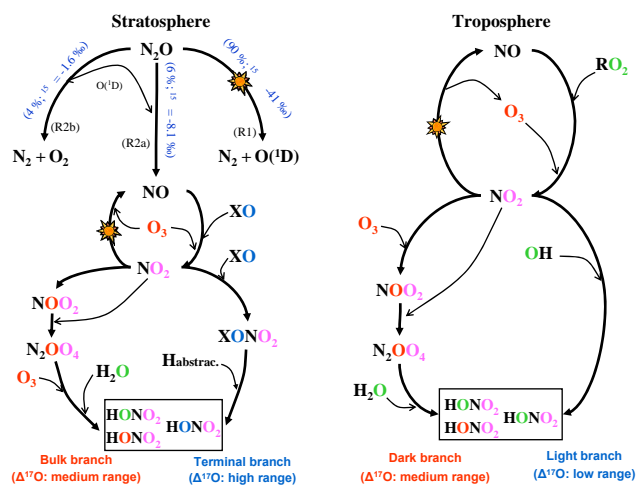 Stratosphere
N₂O
(4 %; ¹⁵ = -1.6 ‰)
(6 %; ¹⁵ = -8.1 ‰)
(90 %; ¹⁵ -41 ‰)
O(¹D)
(R2b)
(R2a)
(R1)
N₂ + O₂
N₂ + O(¹D)
NO
XO
O₃
XO
NO₂
NOO₂
XONO₂
N₂OO₄
Habstrac.
O₃
H₂O
HONO₂
HONO₂
HONO₂
Bulk branch
(Δ¹⁷O: medium range)
Terminal branch
(Δ¹⁷O: high range)
Troposphere
NO
RO₂
O₃
NO₂
O₃
OH
NOO₂
N₂OO₄
H₂O
HONO₂
HONO₂
HONO₂
Dark branch
(Δ¹⁷O: medium range)
Light branch
(Δ¹⁷O: low range)